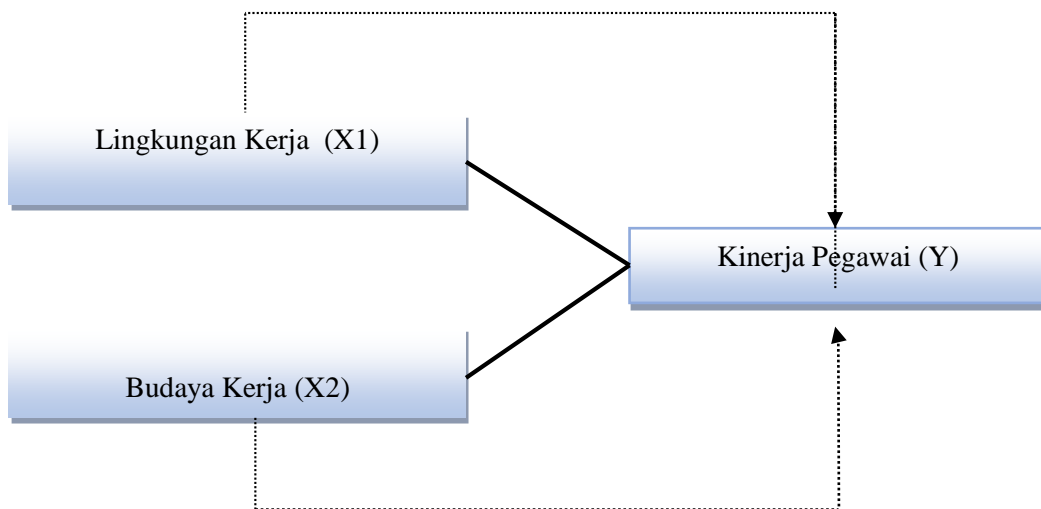 Lingkungan Kerja  (X1)
Kinerja Pegawai (Y)
Budaya Kerja (X2)